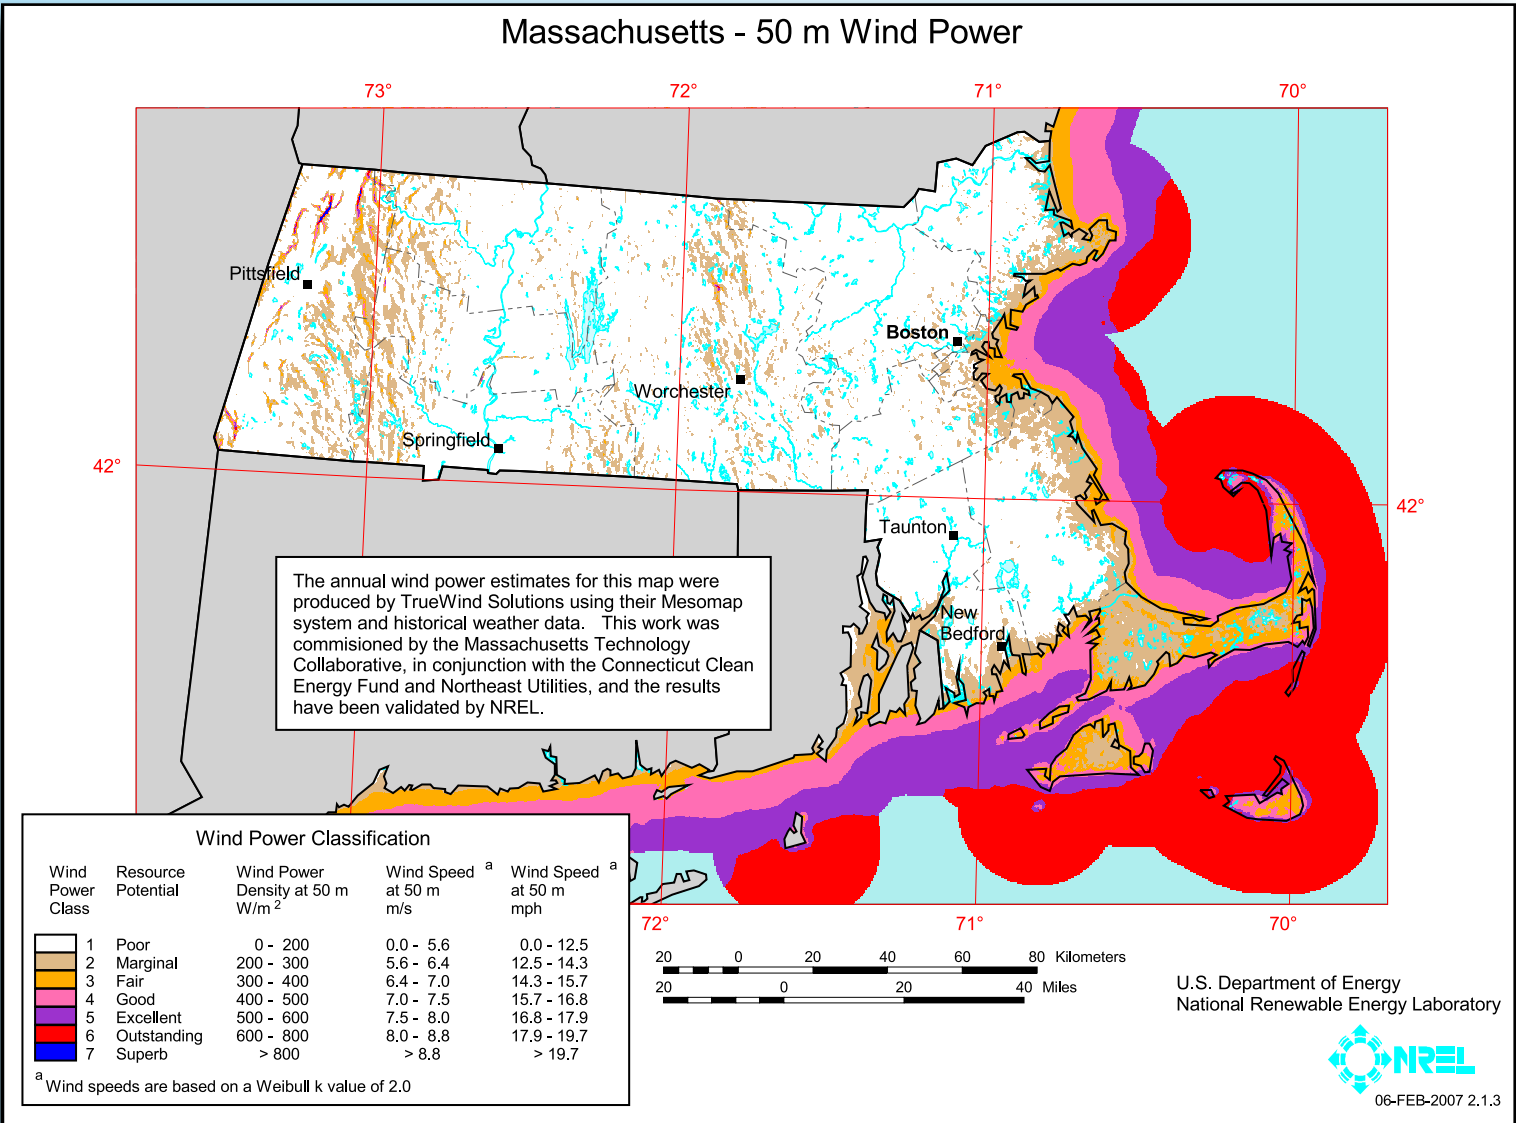 Massachusetts - 50 m Wind Power
73°
72°
71°
70°
Pittsfield
Boston
Worchester
Springfield
42°
42°
Taunton
New
Bedford
The annual wind power estimates for this map were
produced by TrueWind Solutions using their Mesomap
system and historical weather data.   This work was
commisioned by the Massachusetts Technology
Collaborative, in conjunction with the Connecticut Clean
Energy Fund and Northeast Utilities, and the results
have been validated by NREL.
72°
71°
70°
Wind Power Classification
Wind Resource Wind Power Wind Speed a Wind Speed a
Power Potential Density at 50 m at 50 m at 50 m
Class W/m 2 m/s mph
1 Poor 0 - 200 0.0 - 5.6 0.0 - 12.5
2 Marginal 200 - 300 5.6 - 6.4 12.5 - 14.3
3 Fair 300 - 400 6.4 - 7.0 14.3 - 15.7
4 Good 400 - 500 7.0 - 7.5 15.7 - 16.8
5 Excellent 500 - 600 7.5 - 8.0 16.8 - 17.9
6 Outstanding 600 - 800 8.0 - 8.8 17.9 - 19.7
7 Superb > 800 > 8.8 > 19.7
a Wind speeds are based on a Weibull k value of 2.0
20 0 20 40 60 80 Kilometers
20 0 20 40 Miles
U.S. Department of Energy
National Renewable Energy Laboratory
NREL
06-FEB-2007 2.1.3